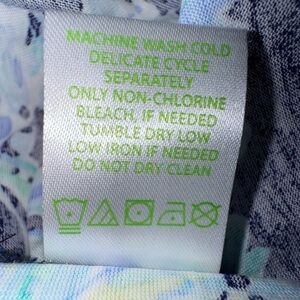 MACHINE WASH COLD
DELICATE CYCLE
SEPARATELY
ONLY NON-CHLORINE
BLEACH, IF NEEDED
TUMBLE DRY LOW
LOW IRON IF NEEDED
DO NOT DRY CLEAN